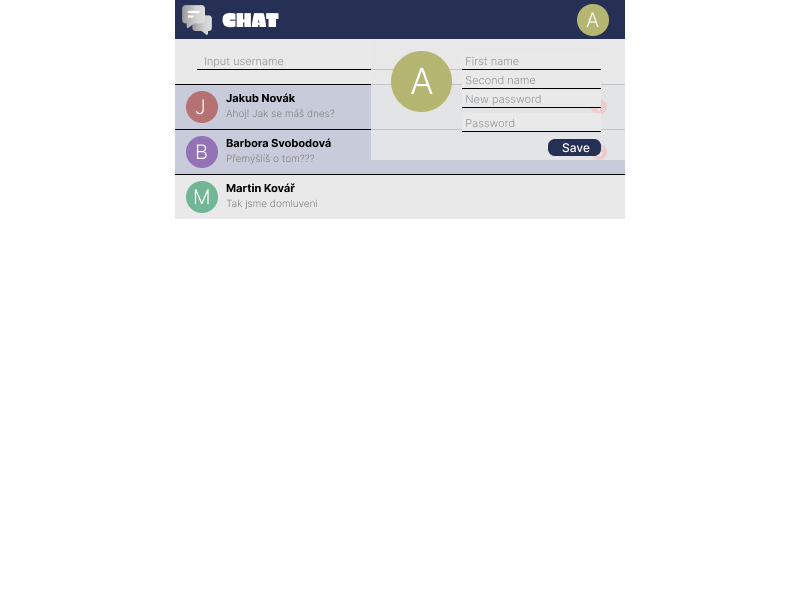 CHAT
A
Input username
A
First name
Second name
New password
Password
Save
J
Jakub Novák
Ahoj! Jak se máš dnes?
B
Barbora Svobodová
Přemýšlíš o tom???
M
Martin Kovář
Tak jsme domluveni